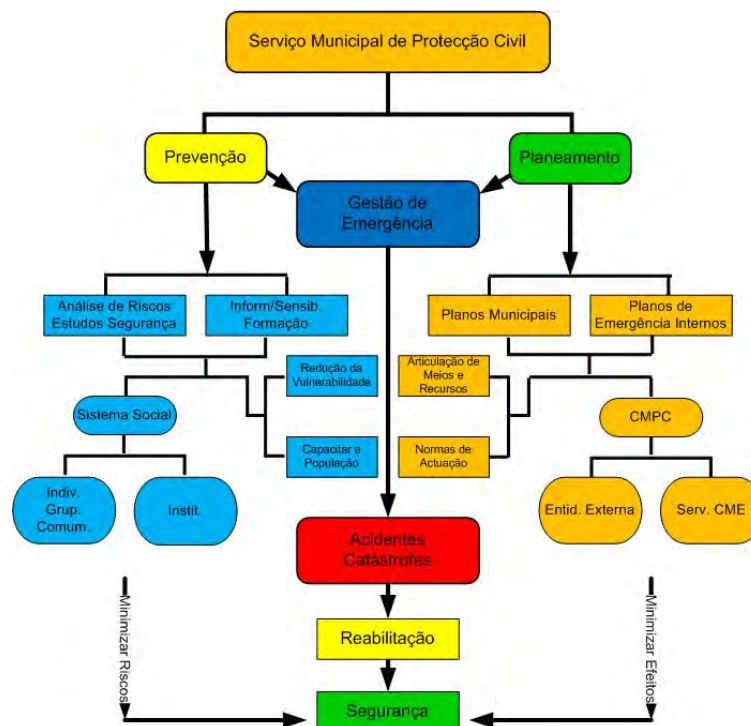 Serviço Municipal de Protecção Civil
Prevenção
Planeamento
Gestão de
Emergência
Análise de Riscos
Estudos Segurança
Inform/Sensib.
Formação
Planos Municipais
Planos de
Emergência Internos
Redução da
Vulnerabilidade
Articulação de
Meios e
Recursos
Sistema Social
CMPC
Capacitar a
População
Normas de
Actuação
Indiv.
Grup.
Comum.
Instit.
Entid. Externa
Serv. CME
Acidentes
Catástrofes
Minimizar Riscos
Minimizar Efeitos
Reabilitação
Segurança